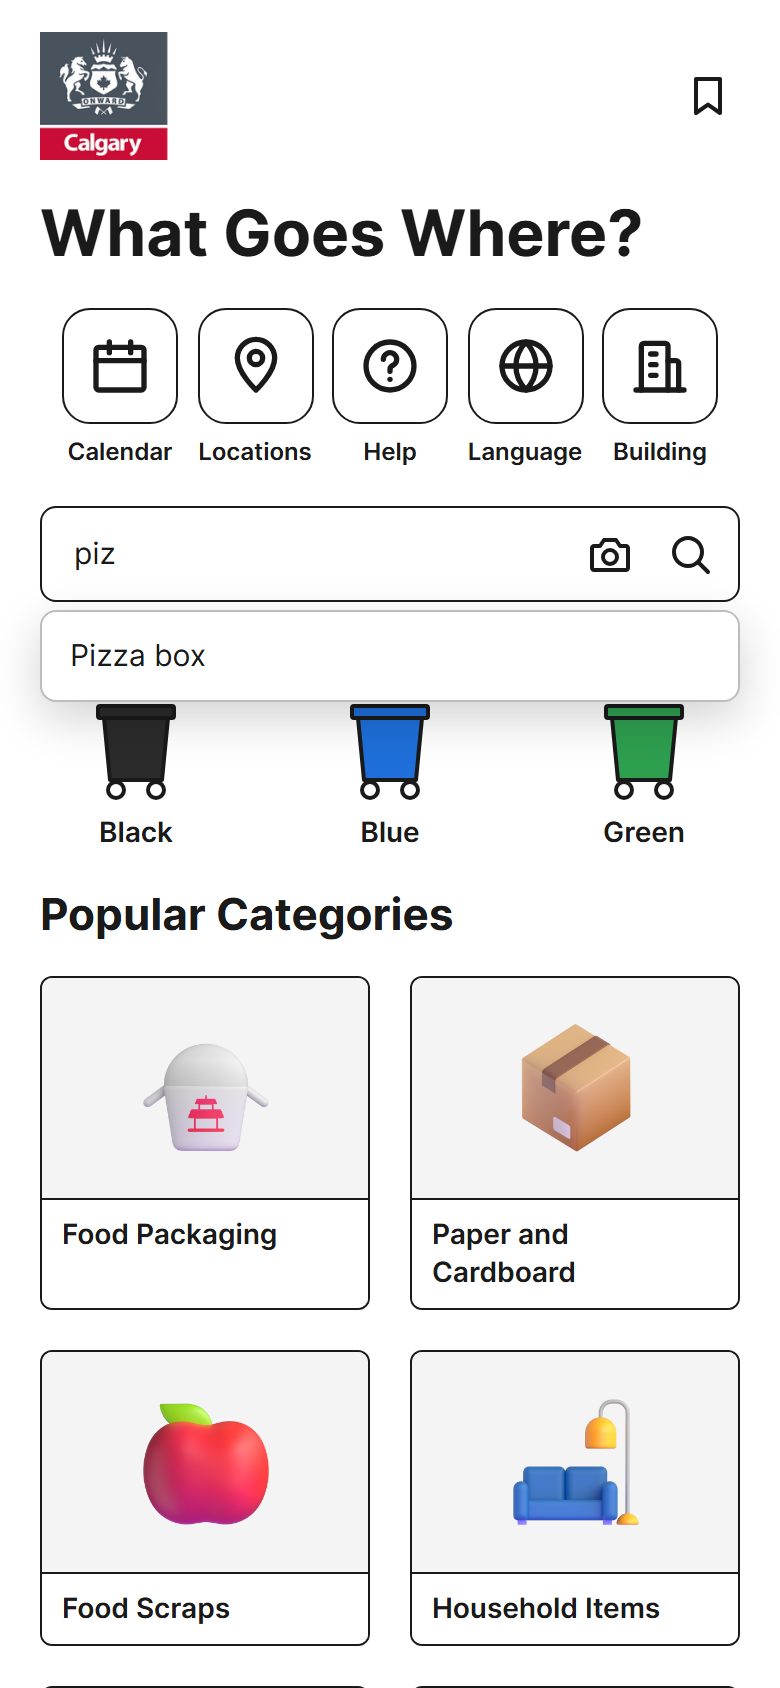 ONWARD
Calgary
What Goes Where?
Calendar
Locations
Help
Language
Building
piz
Pizza box
Black
Blue
Green
Popular Categories
Food Packaging
Paper and
Cardboard
Food Scraps
Household Items